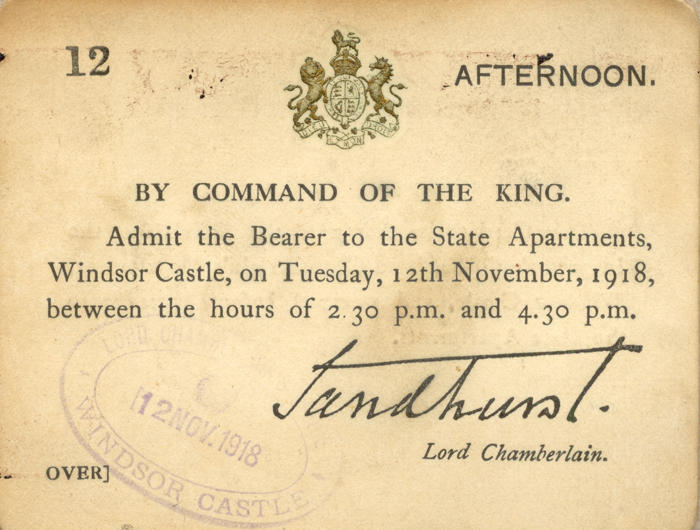 12
AFTERNOON.
BY COMMAND OF THE KING.
Admit the Bearer to the State Apartments,
Windsor Castle, on Tuesday, 12th November, 1918,
between the hours of 2.30 p.m. and 4.30 p.m.
Sandhurst.
Lord Chamberlain.
LORD CHAM
12 NOV. 1918
WINDSOR CASTLE
OVER]